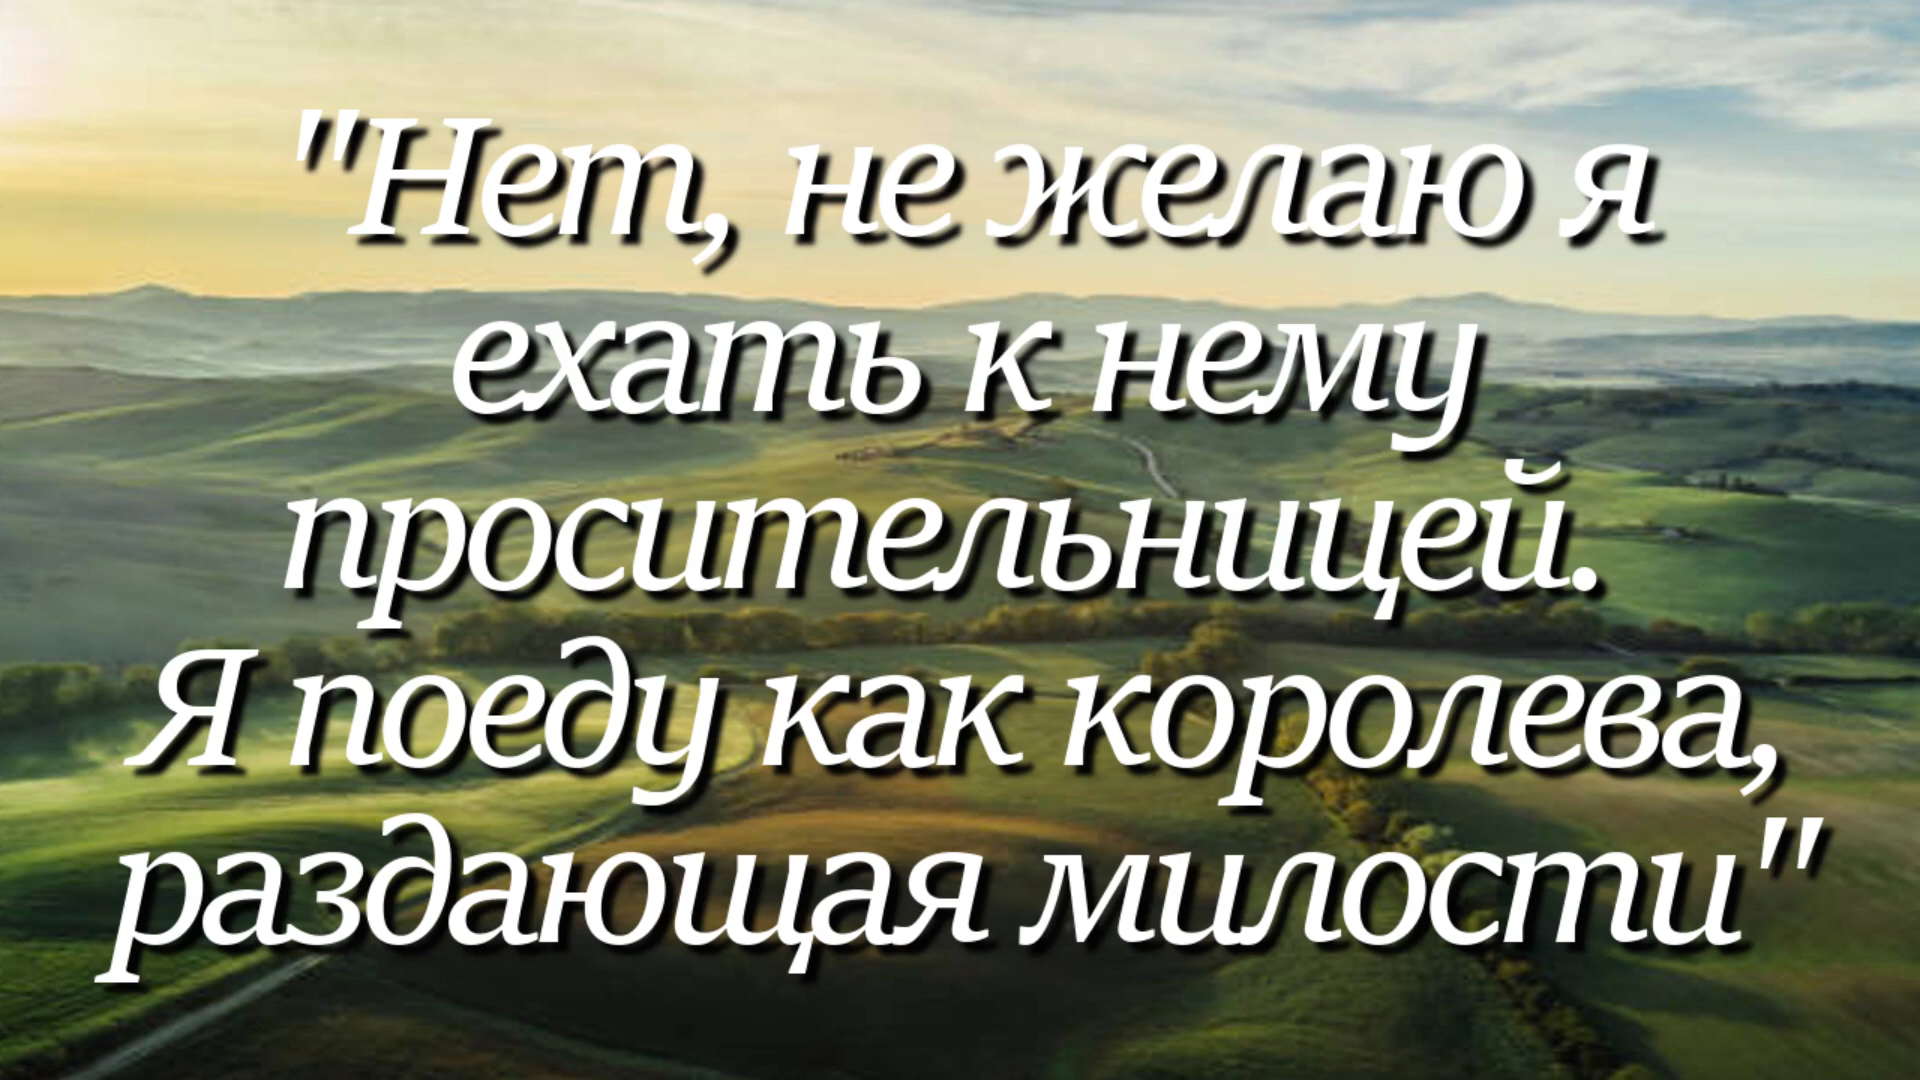 "Нет, не желаю я
ехать к нему
просительницей.
Я поеду как королева,
раздающая милости"